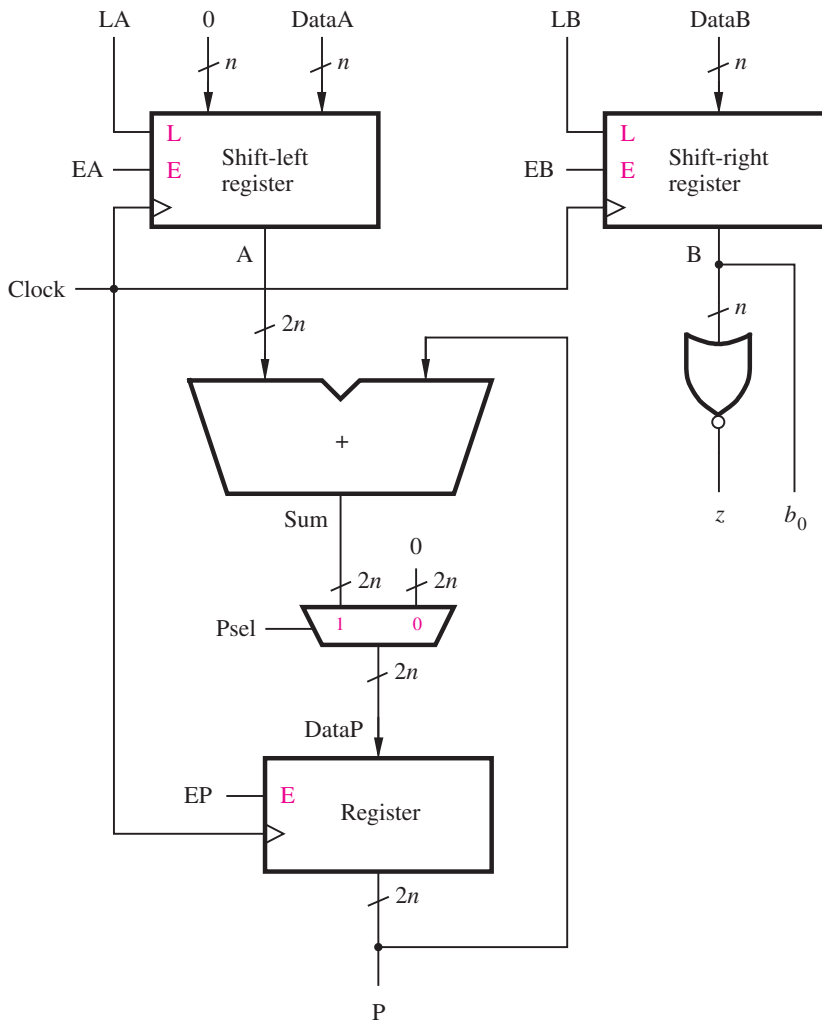 LA 0 DataA LB DataB
n n n
L L
EA E Shift-left register EB E Shift-right register
A B
Clock
2n n
+
Sum z b0
0
2n 2n
Psel 1 0
2n
DataP
EP E Register
2n
P